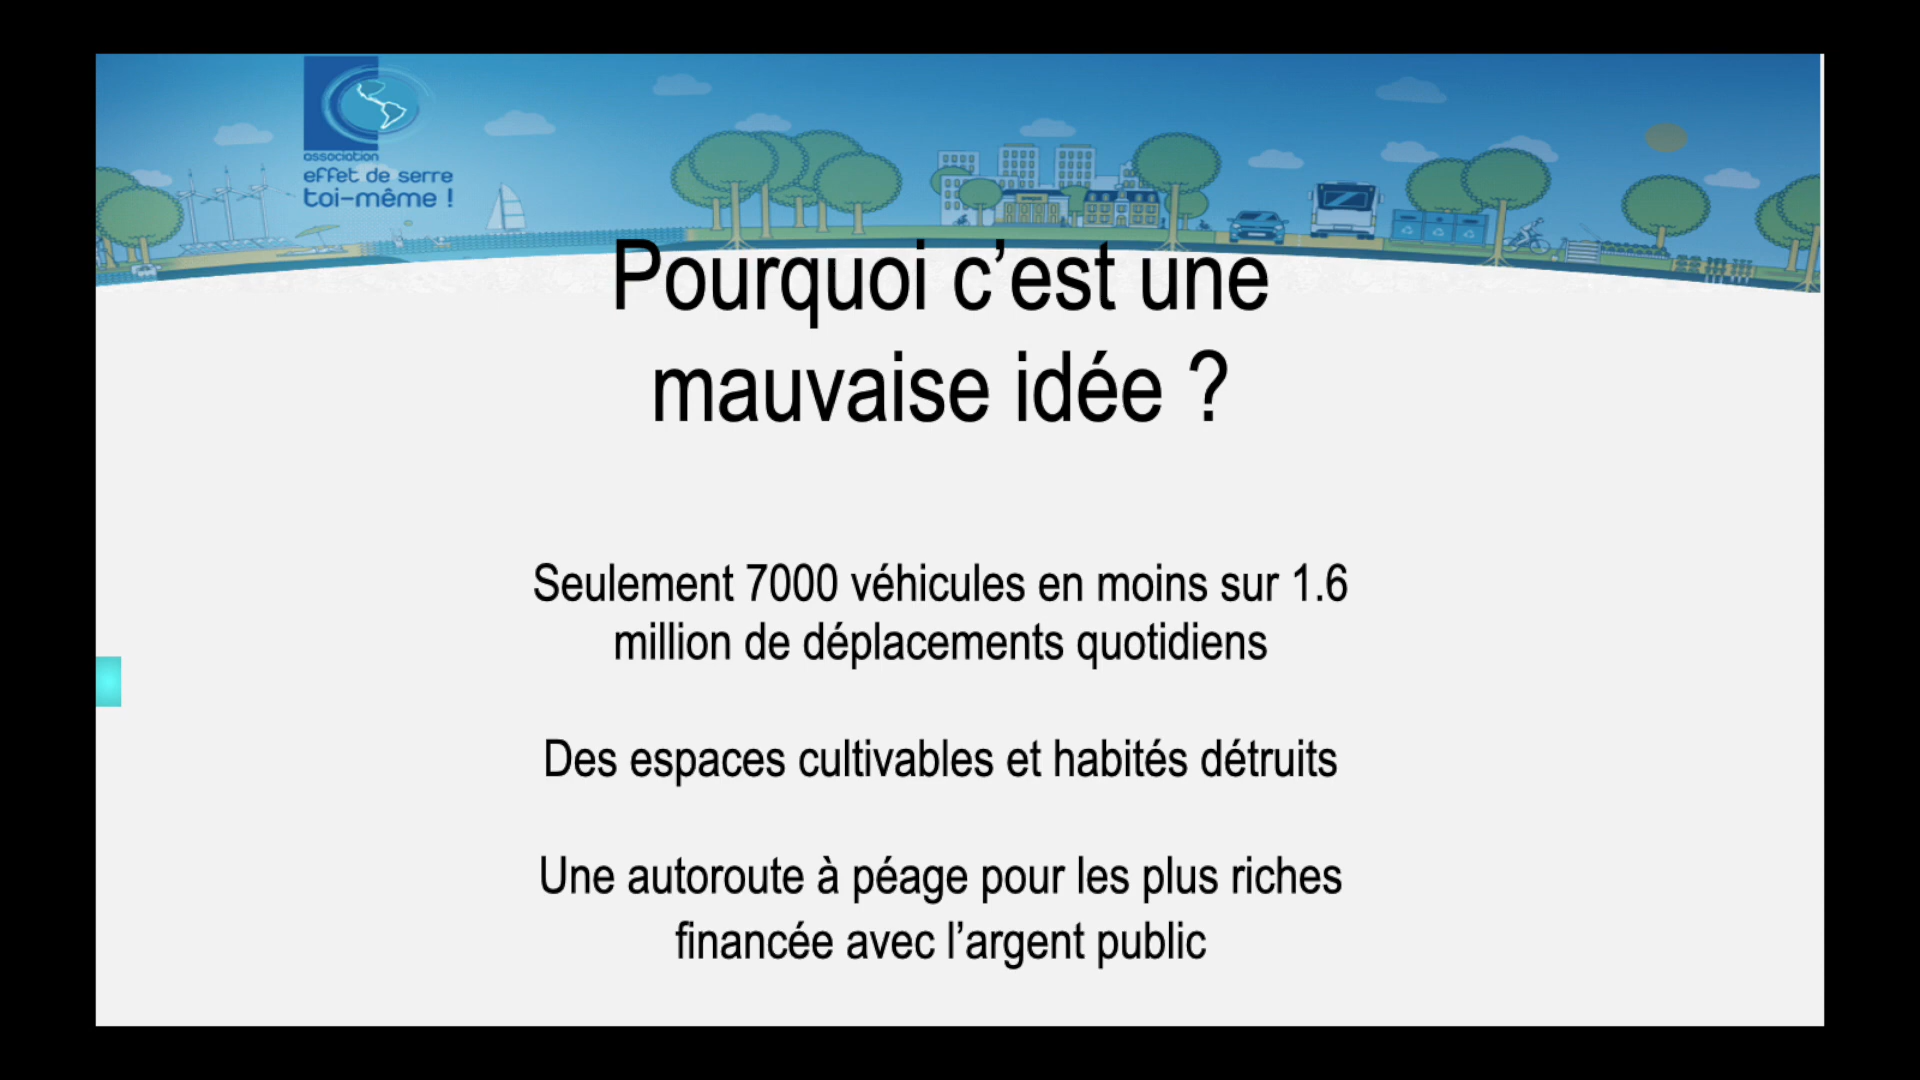 association
effet de serre
toi-même !
Pourquoi c’est une
mauvaise idée ?
Seulement 7000 véhicules en moins sur 1.6
million de déplacements quotidiens
Des espaces cultivables et habités détruits
Une autoroute à péage pour les plus riches
financée avec l’argent public